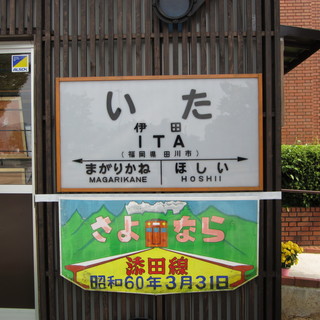 いた
伊田
ITA
(福岡県田川市)
まがりかね ほしい
MAGARIKANE HOSHII
さよなら
添田線
昭和60年3月31日